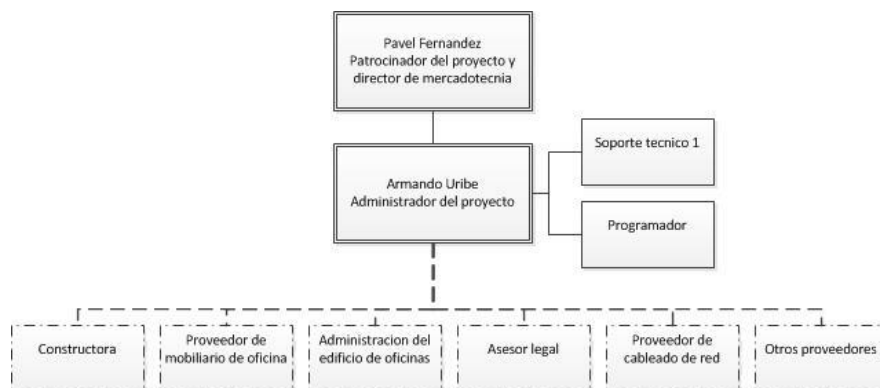 Pavel Fernandez
Patrocinador del proyecto y
director de mercadotecnia
Armando Uribe
Administrador del proyecto
Soporte tecnico 1
Programador
Constructora
Proveedor de
mobiliario de oficina
Administracion del
edificio de oficinas
Asesor legal
Proveedor de
cableado de red
Otros proveedores